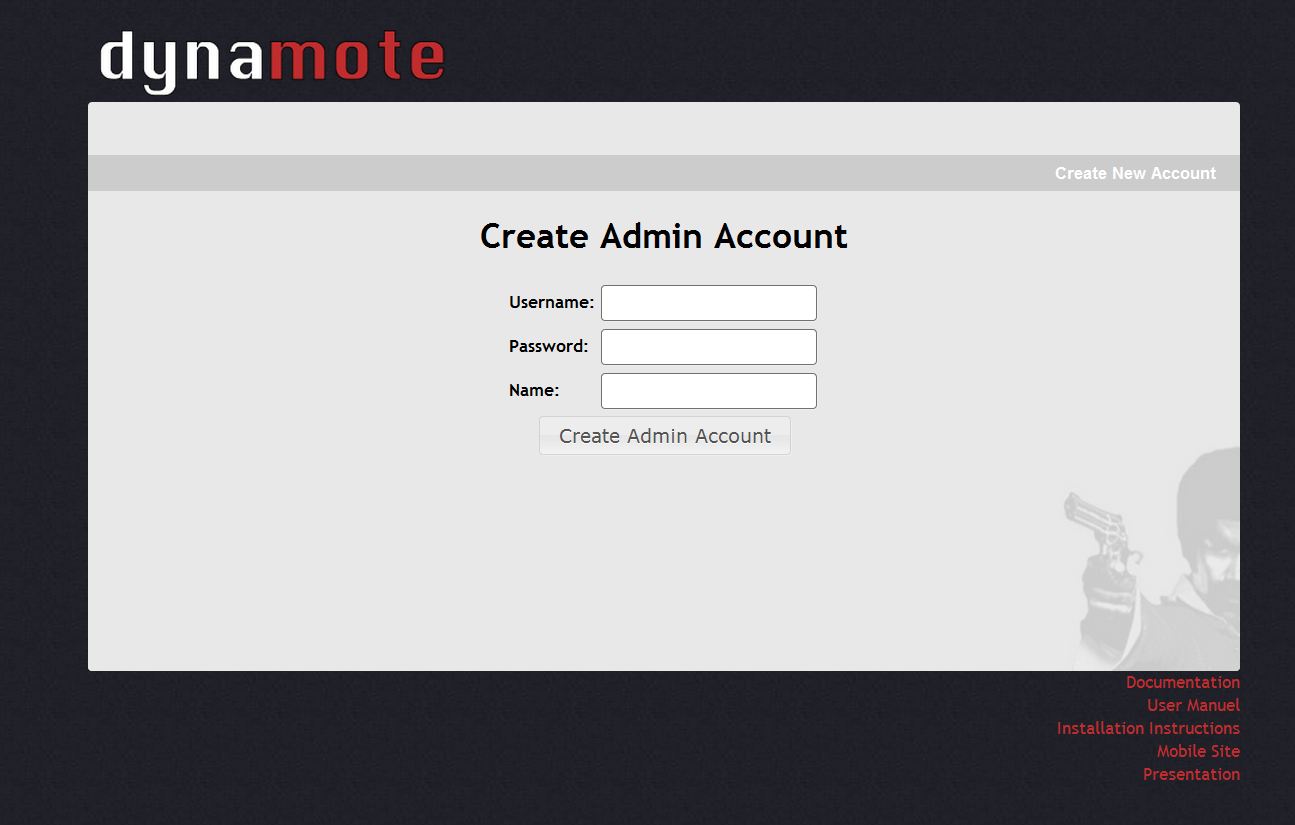 dynamote
Create New Account
Create Admin Account
Username:
Password:
Name:
Create Admin Account
Documentation
User Manuel
Installation Instructions
Mobile Site
Presentation